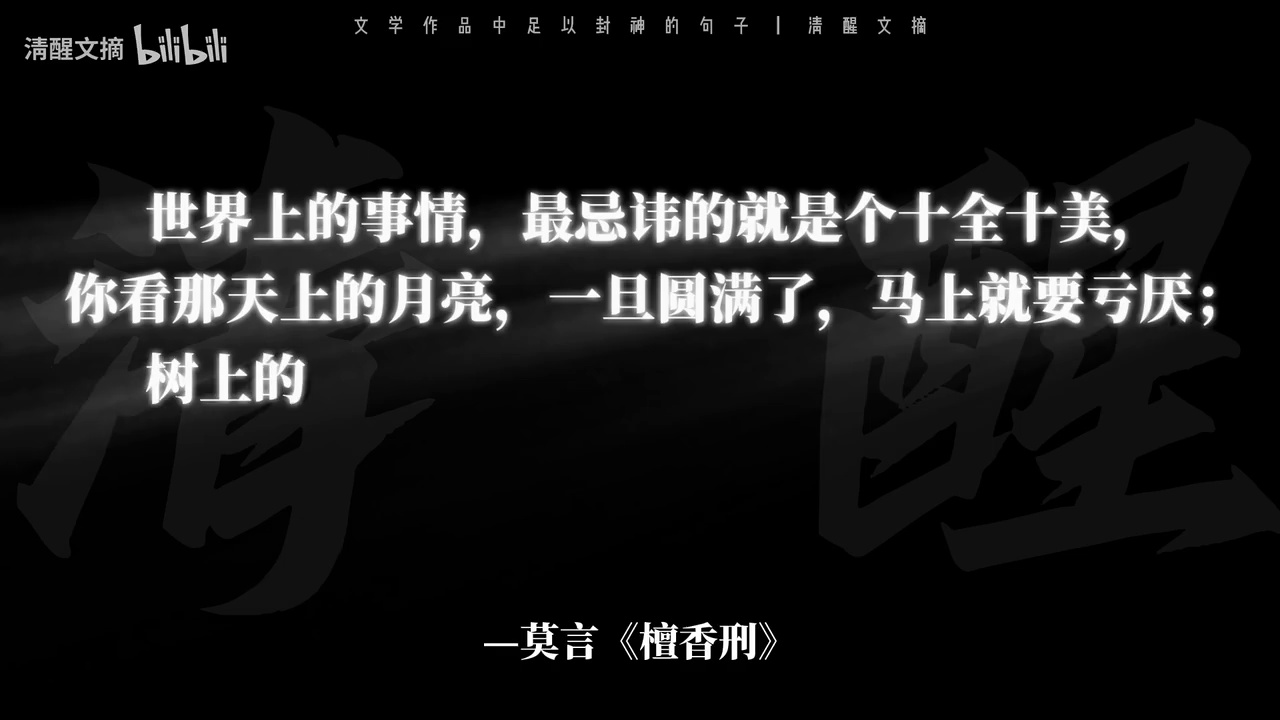 文学作品中足以封神的句子 | 清醒文摘
清醒文摘 bilibili
清醒
世界上的事情，最忌讳的就是个十全十美，
你看那天上的月亮，一旦圆满了，马上就要亏厌；
树上的
—莫言《檀香刑》